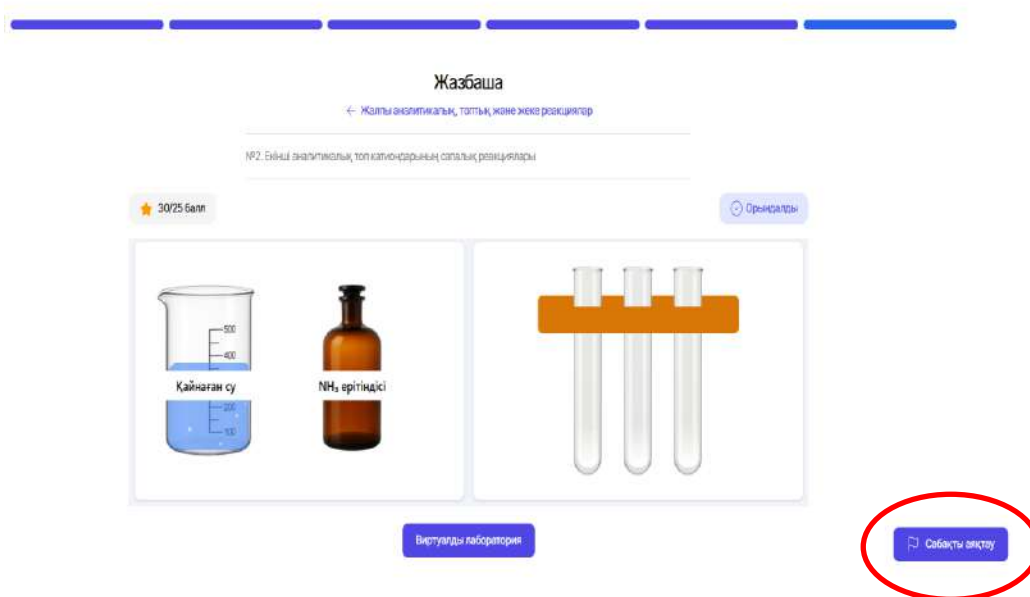 Жазбаша
← Жалпы аналитикалық, топтық және жеке реакциялар
№2. Екінші аналитикалық топ катиондарының сапалық реакциялары
30/25 балл
Орындалды
500
400
Қайнаған су
200
100
NH₃ ерітіндісі
Виртуалды лаборатория
Сабақты аяқтау